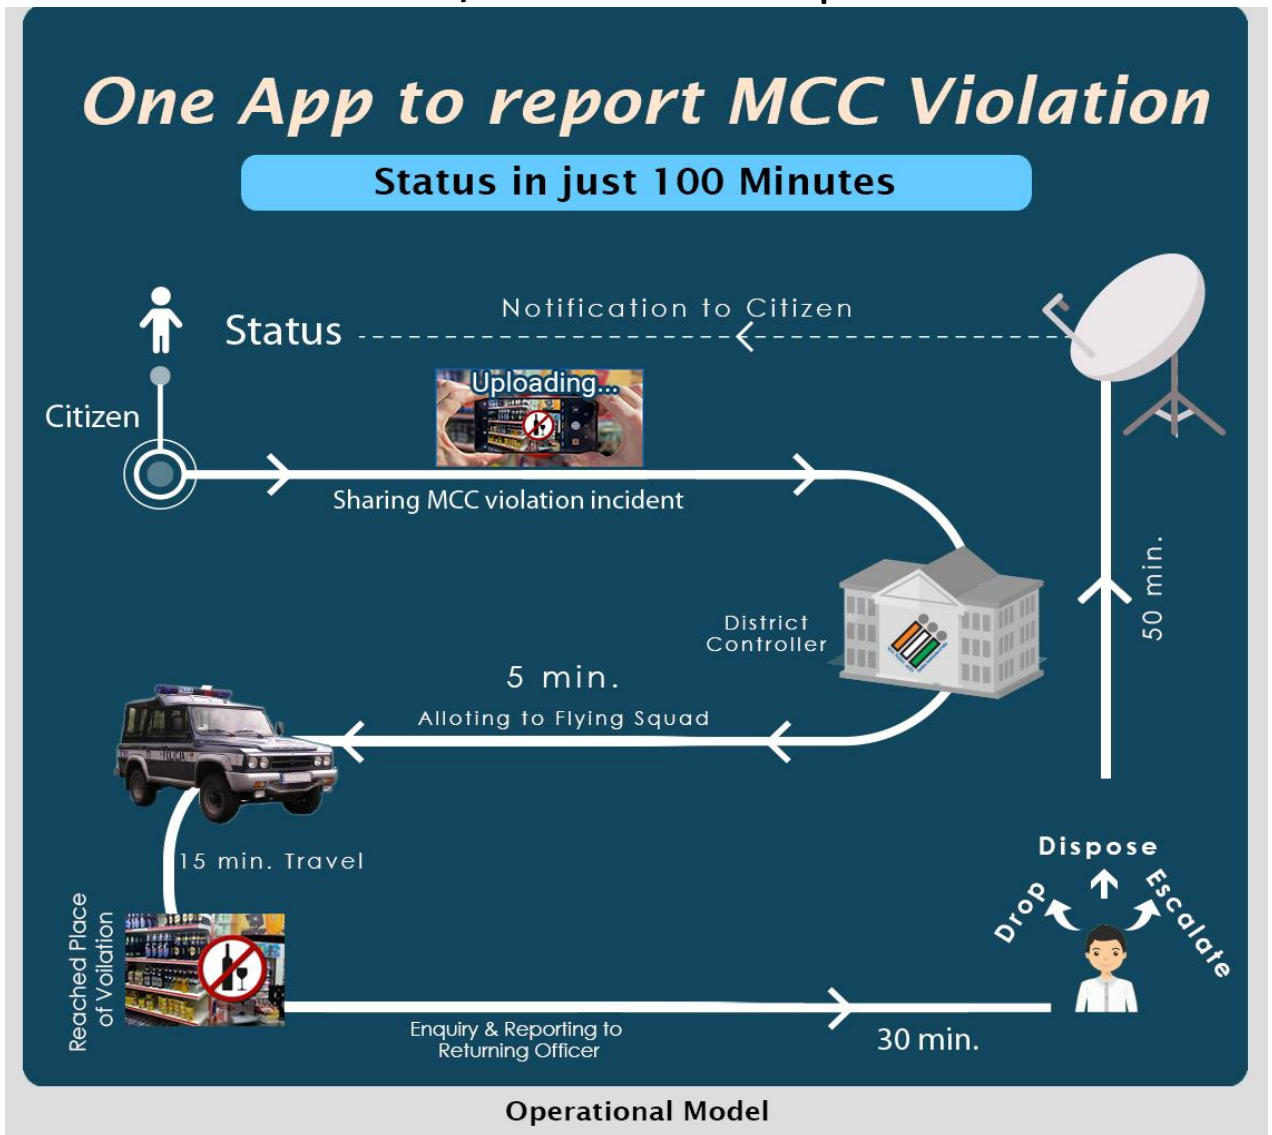 One App to report MCC Violation
Status in just 100 Minutes
Notification to Citizen
Status
Uploading...
Citizen
Sharing MCC violation incident
District
Controller
50 min.
5 min.
Alloting to Flying Squad
15 min. Travel
Reached Place
of Voilation
Drop
Dispose
Escalate
Enquiry & Reporting to
Returning Officer
30 min.
Operational Model